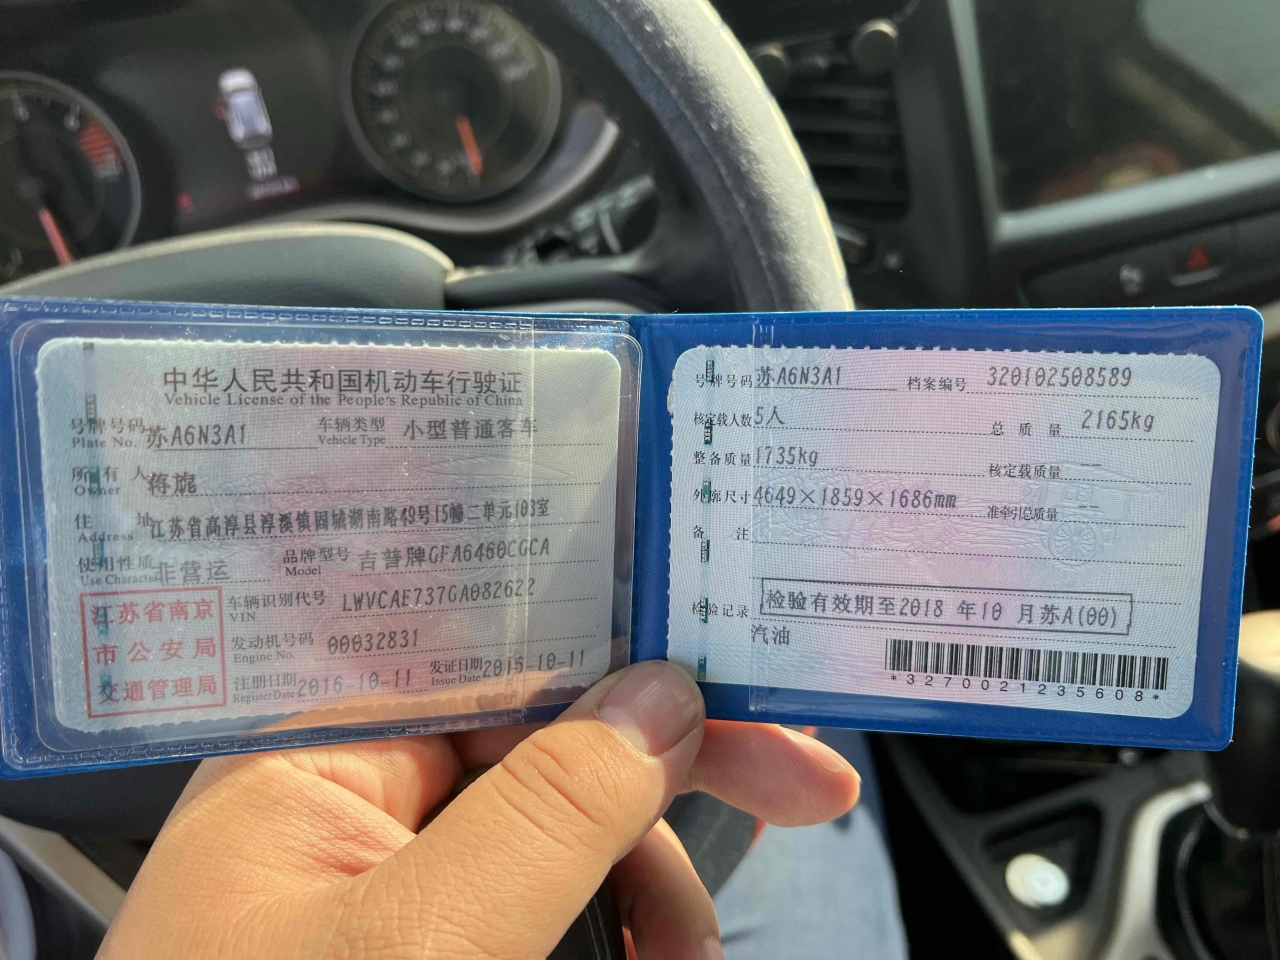 中华人民共和国机动车行驶证
Vehicle License of the People's Republic of China
号牌号码 苏A6N3A1 车辆类型 小型普通客车
Plate No. Vehicle Type
所有人 蒋旎
Owner
住址 江苏省高淳县淳溪镇固城湖南路49号15幢二单元103室
Address
使用性质 非营运 品牌型号 吉普牌GFA6460CGCA
Use Character Model
江苏省南京
市公安局
交通管理局
车辆识别代号 LWVCAE737GA082622
VIN
发动机号码 00032831
Engine No.
注册日期 2016-10-11 发证日期 2015-10-11
Register Date Issue Date
号牌号码 苏A6N3A1 档案编号 320102508589
核定载人数 5人 总质量 2165kg
整备质量 1735kg 核定载质量 --
外廓尺寸 4649×1859×1686mm 准牵引总质量 --
备注
检验记录 检验有效期至2018年10月苏A(00)
汽油
*3270021235608*